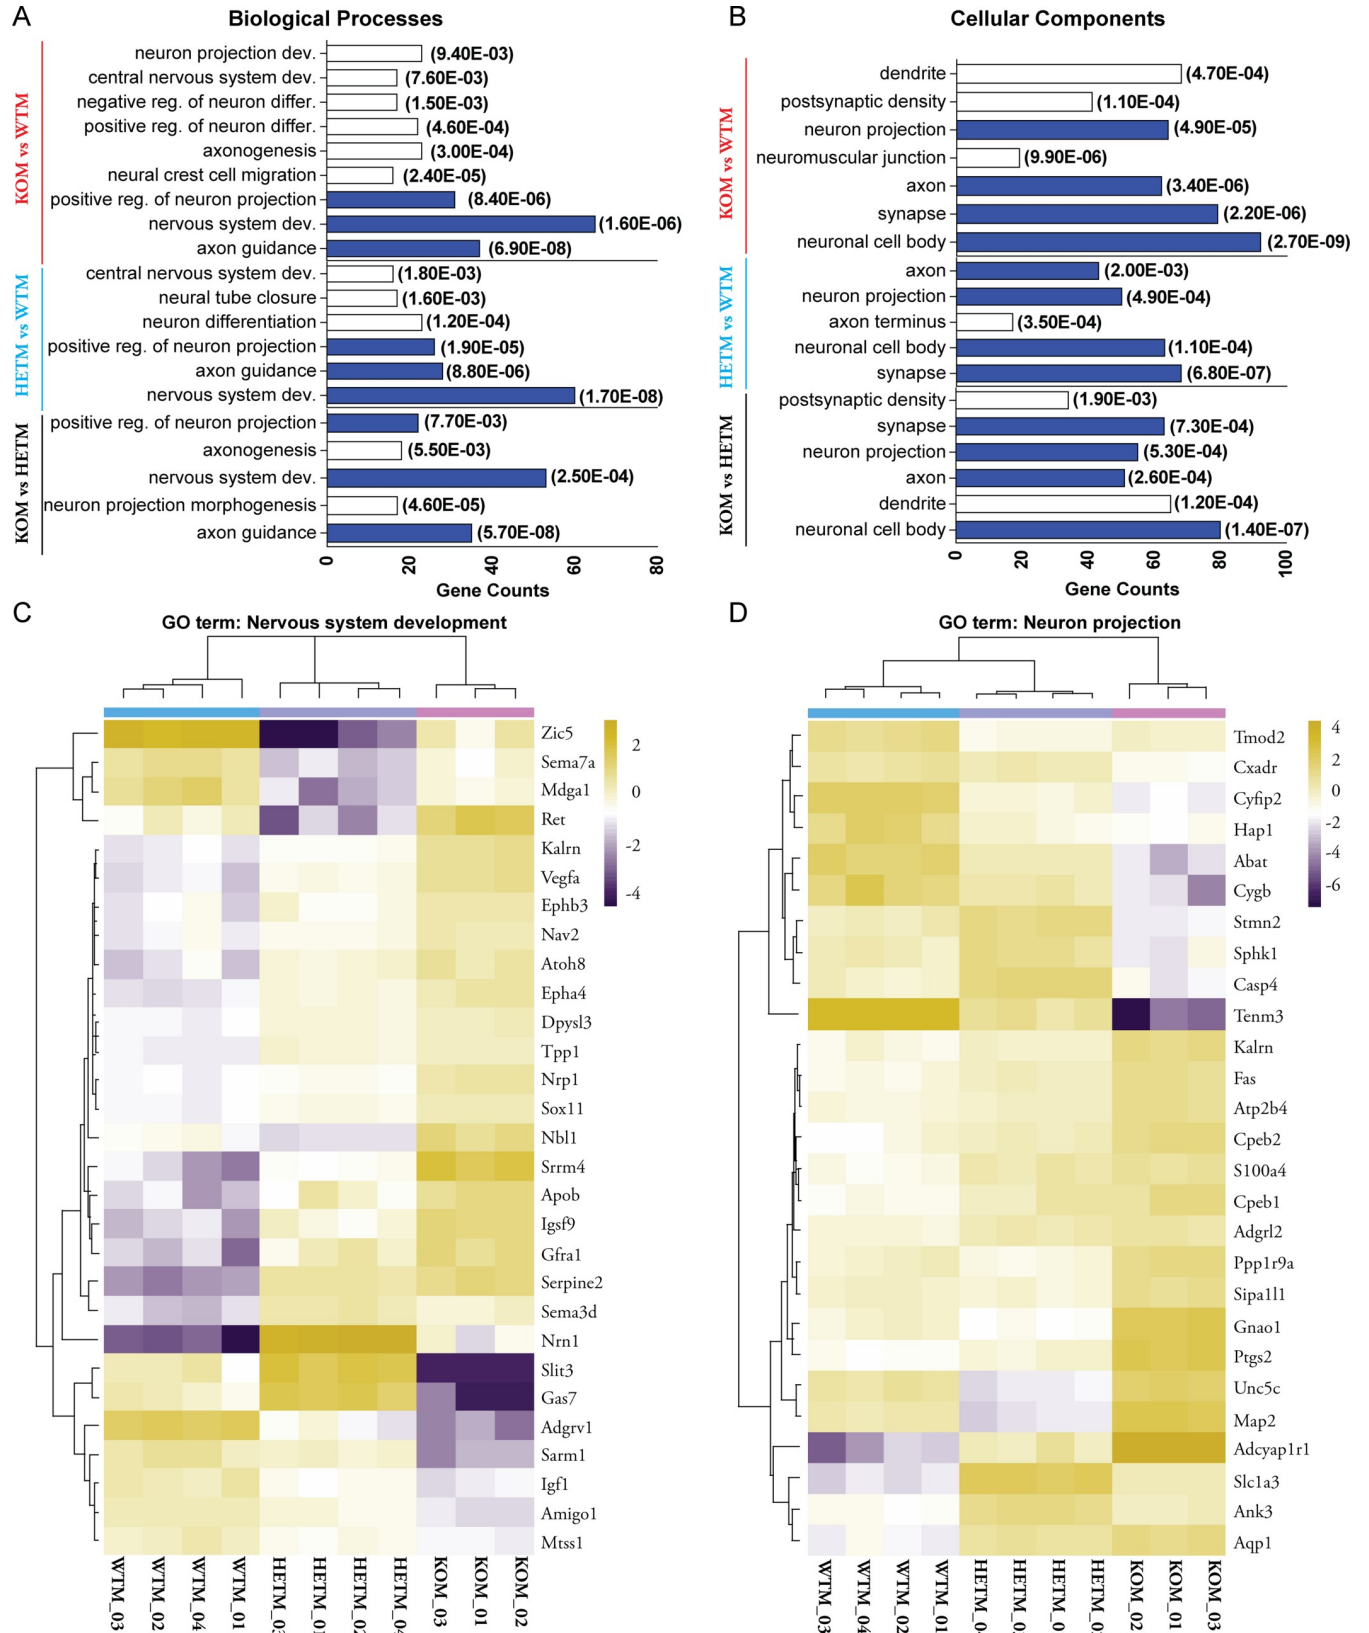 A
Biological Processes
KOM vs WTM
neuron projection dev. (9.40E-03)
central nervous system dev. (7.60E-03)
negative reg. of neuron differ. (1.50E-03)
positive reg. of neuron differ. (4.60E-04)
axonogenesis (3.00E-04)
neural crest cell migration (2.40E-05)
positive reg. of neuron projection (8.40E-06)
nervous system dev. (1.60E-06)
axon guidance (6.90E-08)
HETM vs WTM
central nervous system dev. (1.80E-03)
neural tube closure (1.60E-03)
neuron differentiation (1.20E-04)
positive reg. of neuron projection (1.90E-05)
axon guidance (8.80E-06)
nervous system dev. (1.70E-08)
KOM vs HETM
positive reg. of neuron projection (7.70E-03)
axonogenesis (5.50E-03)
nervous system dev. (2.50E-04)
neuron projection morphogenesis (4.60E-05)
axon guidance (5.70E-08)
0 20 40 60 80
Gene Counts
B
Cellular Components
KOM vs WTM
dendrite (4.70E-04)
postsynaptic density (1.10E-04)
neuron projection (4.90E-05)
neuromuscular junction (9.90E-06)
axon (3.40E-06)
synapse (2.20E-06)
neuronal cell body (2.70E-09)
HETM vs WTM
axon (2.00E-03)
neuron projection (4.90E-04)
axon terminus (3.50E-04)
neuronal cell body (1.10E-04)
synapse (6.80E-07)
KOM vs HETM
postsynaptic density (1.90E-03)
synapse (7.30E-04)
neuron projection (5.30E-04)
axon (2.60E-04)
dendrite (1.20E-04)
neuronal cell body (1.40E-07)
0 20 40 60 80 100
Gene Counts
C
GO term: Nervous system development
Zic5
Sema7a
Mdga1
Ret
Kalrn
Vegfa
Ephb3
Nav2
Atoh8
Epha4
Dpysl3
Tpp1
Nrp1
Sox11
Nbl1
Srrm4
Apob
Igsf9
Gfra1
Serpine2
Sema3d
Nrn1
Slit3
Gas7
Adgrv1
Sarm1
Igf1
Amigo1
Mtss1
2
0
-2
-4
WTM_03 WTM_02 WTM_04 WTM_01 HETM_03 HETM_01 HETM_02 HETM_04 KOM_03 KOM_01 KOM_02
D
GO term: Neuron projection
Tmod2
Cxadr
Cyfip2
Hap1
Abat
Cygb
Stmn2
Sphk1
Casp4
Tenm3
Kalrn
Fas
Atp2b4
Cpeb2
S100a4
Cpeb1
Adgrl2
Ppp1r9a
Sipa1l1
Gnao1
Ptgs2
Unc5c
Map2
Adcyap1r1
Slc1a3
Ank3
Aqp1
4
2
0
-2
-4
-6
WTM_03 WTM_04 WTM_02 WTM_01 HETM_ HETM_0 HETM_0 HETM_0 KOM_02 KOM_01 KOM_03